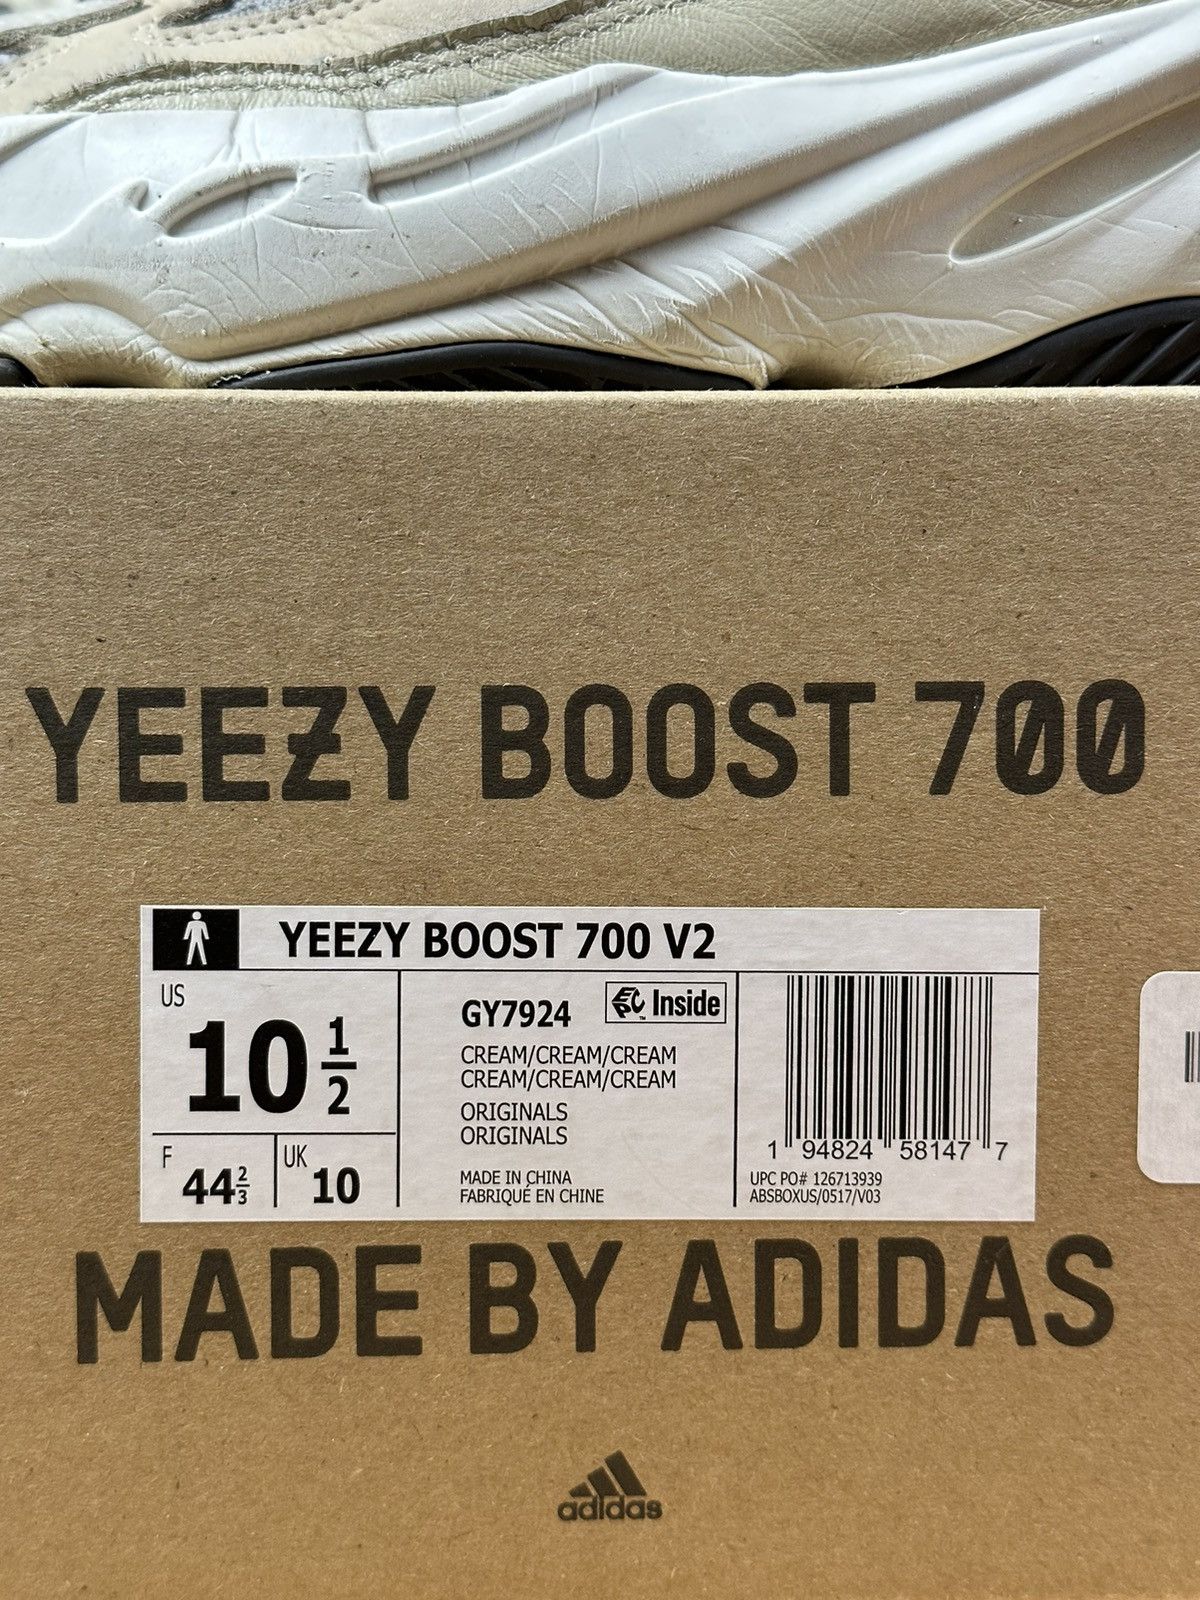 YEEZY BOOST 700
YEEZY BOOST 700 V2
US
10 1/2
F
44 2/3
UK
10
GY7924
EPC™ Inside
CREAM/CREAM/CREAM
CREAM/CREAM/CREAM
ORIGINALS
ORIGINALS
MADE IN CHINA
FABRIQUÉ EN CHINE
1 94824 58147 7
UPC PO# 126713939
ABSBOXUS/0517/V03
MADE BY ADIDAS
adidas